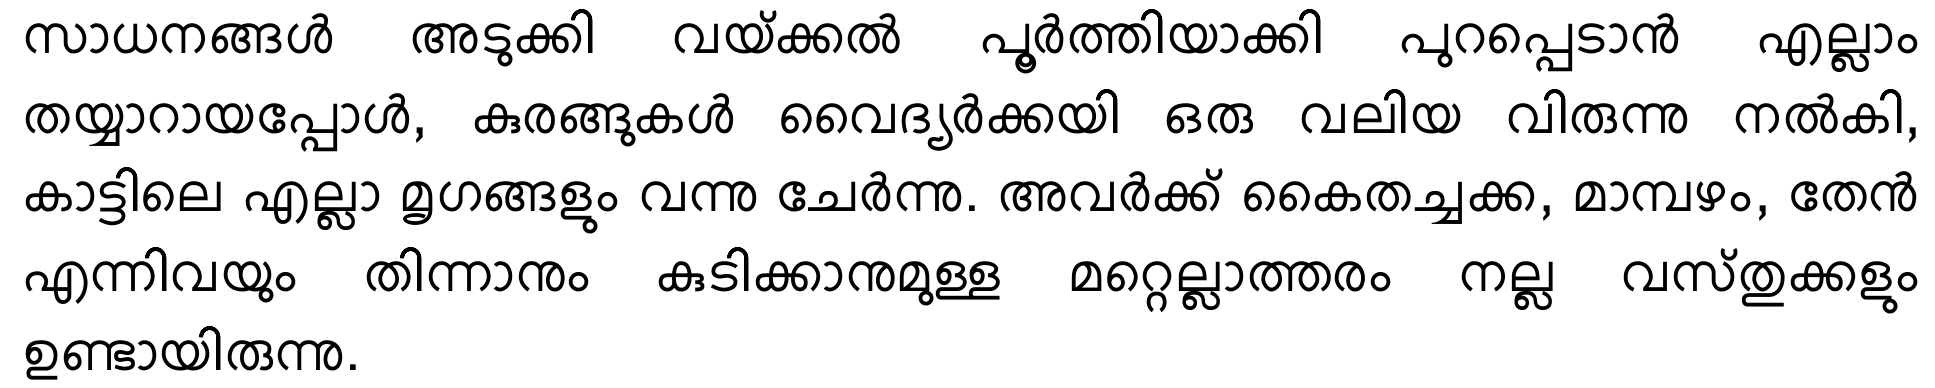 സാധനങ്ങൾ അടുക്കി വയ്ക്കൽ പൂർത്തിയാക്കി പുറപ്പെടാൻ എല്ലാം
തയ്യാറായപ്പോൾ, കുരങ്ങുകൾ വൈദ്യർക്കയി ഒരു വലിയ വിരുന്നു നൽകി,
കാട്ടിലെ എല്ലാ മൃഗങ്ങളും വന്നു ചേർന്നു. അവർക്ക് കൈതച്ചക്ക, മാമ്പഴം, തേൻ
എന്നിവയും തിന്നാനും കുടിക്കാനുമുള്ള മറ്റെല്ലാത്തരം നല്ല വസ്തുക്കളും
ഉണ്ടായിരുന്നു.